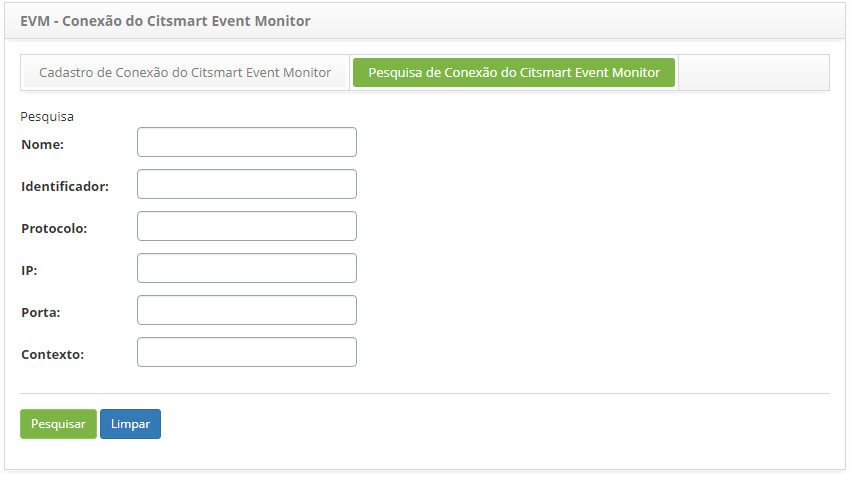 EVM - Conexão do Citsmart Event Monitor
Cadastro de Conexão do Citsmart Event Monitor Pesquisa de Conexão do Citsmart Event Monitor
Pesquisa
Nome:
Identificador:
Protocolo:
IP:
Porta:
Contexto:
Pesquisar Limpar